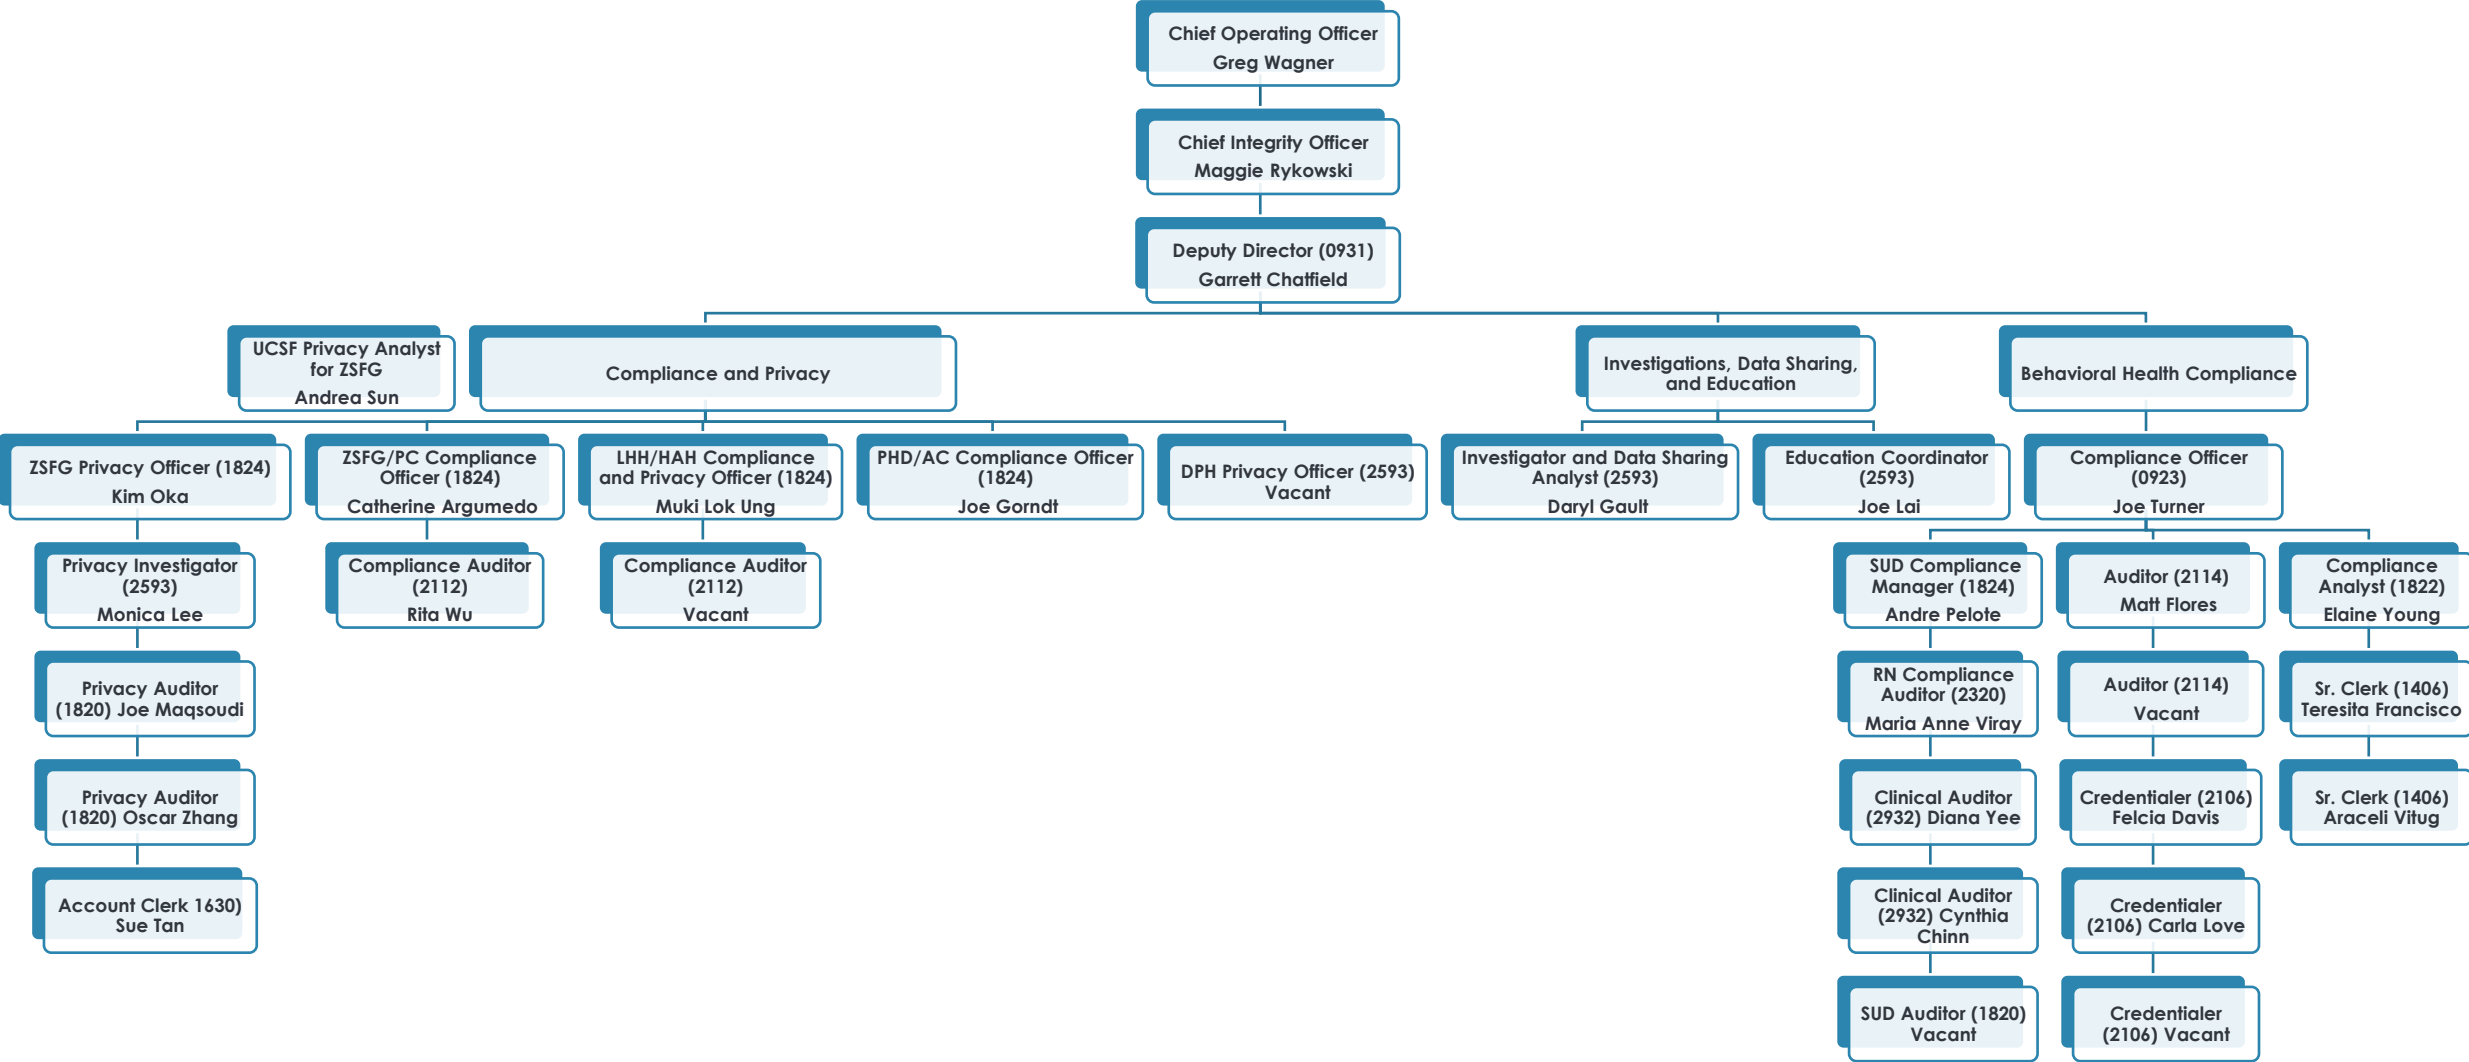 Chief Operating Officer
Greg Wagner
Chief Integrity Officer
Maggie Rykowski
Deputy Director (0931)
Garrett Chatfield
UCSF Privacy Analyst
for ZSFG
Andrea Sun
Compliance and Privacy
Investigations, Data Sharing,
and Education
Behavioral Health Compliance
ZSFG Privacy Officer (1824)
Kim Oka
ZSFG/PC Compliance
Officer (1824)
Catherine Argumedo
LHH/HAH Compliance
and Privacy Officer (1824)
Muki Lok Ung
PHD/AC Compliance Officer
(1824)
Joe Gorndt
DPH Privacy Officer (2593)
Vacant
Investigator and Data Sharing
Analyst (2593)
Daryl Gault
Education Coordinator
(2593)
Joe Lai
Compliance Officer
(0923)
Joe Turner
Privacy Investigator
(2593)
Monica Lee
Compliance Auditor
(2112)
Rita Wu
Compliance Auditor
(2112)
Vacant
SUD Compliance
Manager (1824)
Andre Pelote
Auditor (2114)
Matt Flores
Compliance
Analyst (1822)
Elaine Young
Privacy Auditor
(1820) Joe Maqsoudi
RN Compliance
Auditor (2320)
Maria Anne Viray
Auditor (2114)
Vacant
Sr. Clerk (1406)
Teresita Francisco
Privacy Auditor
(1820) Oscar Zhang
Clinical Auditor
(2932) Diana Yee
Credentialer (2106)
Felcia Davis
Sr. Clerk (1406)
Araceli Vitug
Account Clerk 1630)
Sue Tan
Clinical Auditor
(2932) Cynthia
Chinn
Credentialer
(2106) Carla Love
SUD Auditor (1820)
Vacant
Credentialer
(2106) Vacant